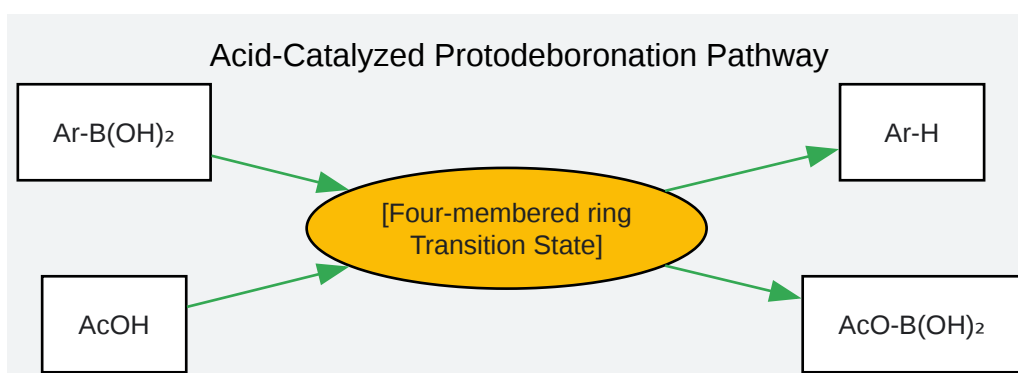 Acid-Catalyzed Protodeboronation Pathway
Ar-B(OH)₂
Ar-H
[Four-membered ring
Transition State]
AcOH
AcO-B(OH)₂